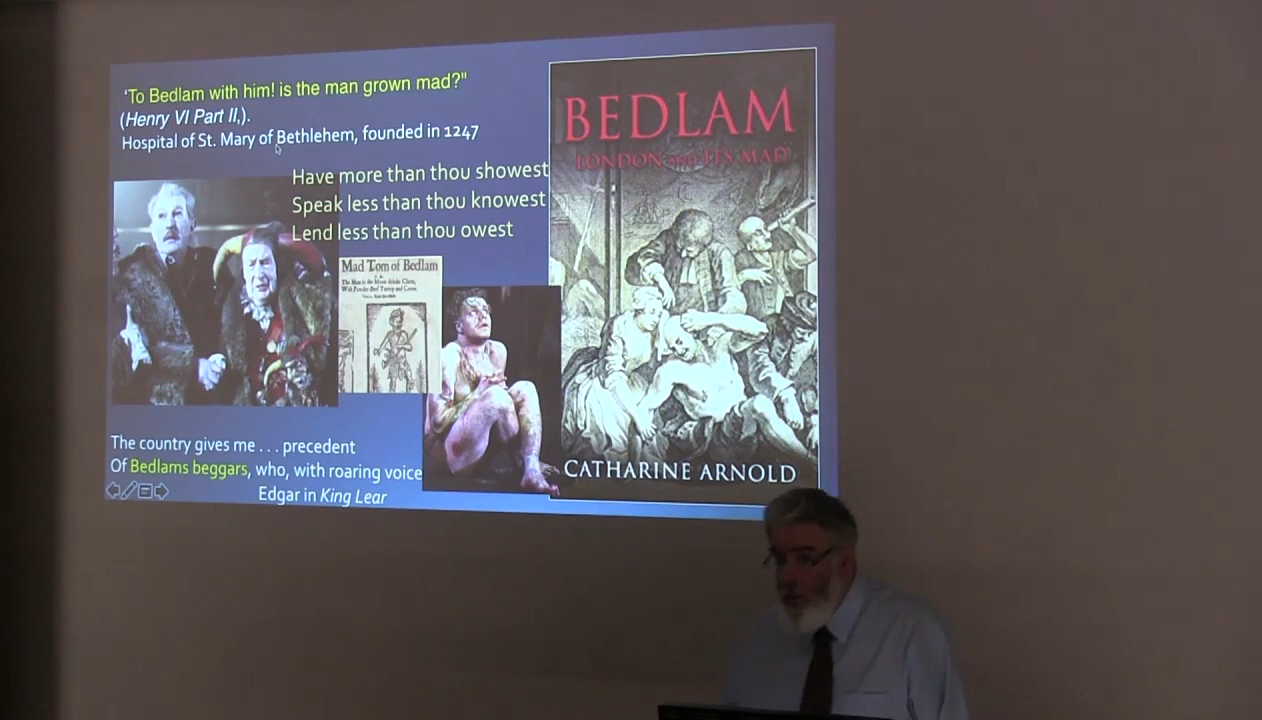 'To Bedlam with him! is the man grown mad?"
(Henry VI Part II,).
Hospital of St. Mary of Bethlehem, founded in 1247
Have more than thou showest
Speak less than thou knowest
Lend less than thou owest
Mad Tom of Bedlam
The country gives me . . . precedent
Of Bedlams beggars, who, with roaring voice
Edgar in King Lear
BEDLAM
LONDON AND ITS MAD
CATHARINE ARNOLD